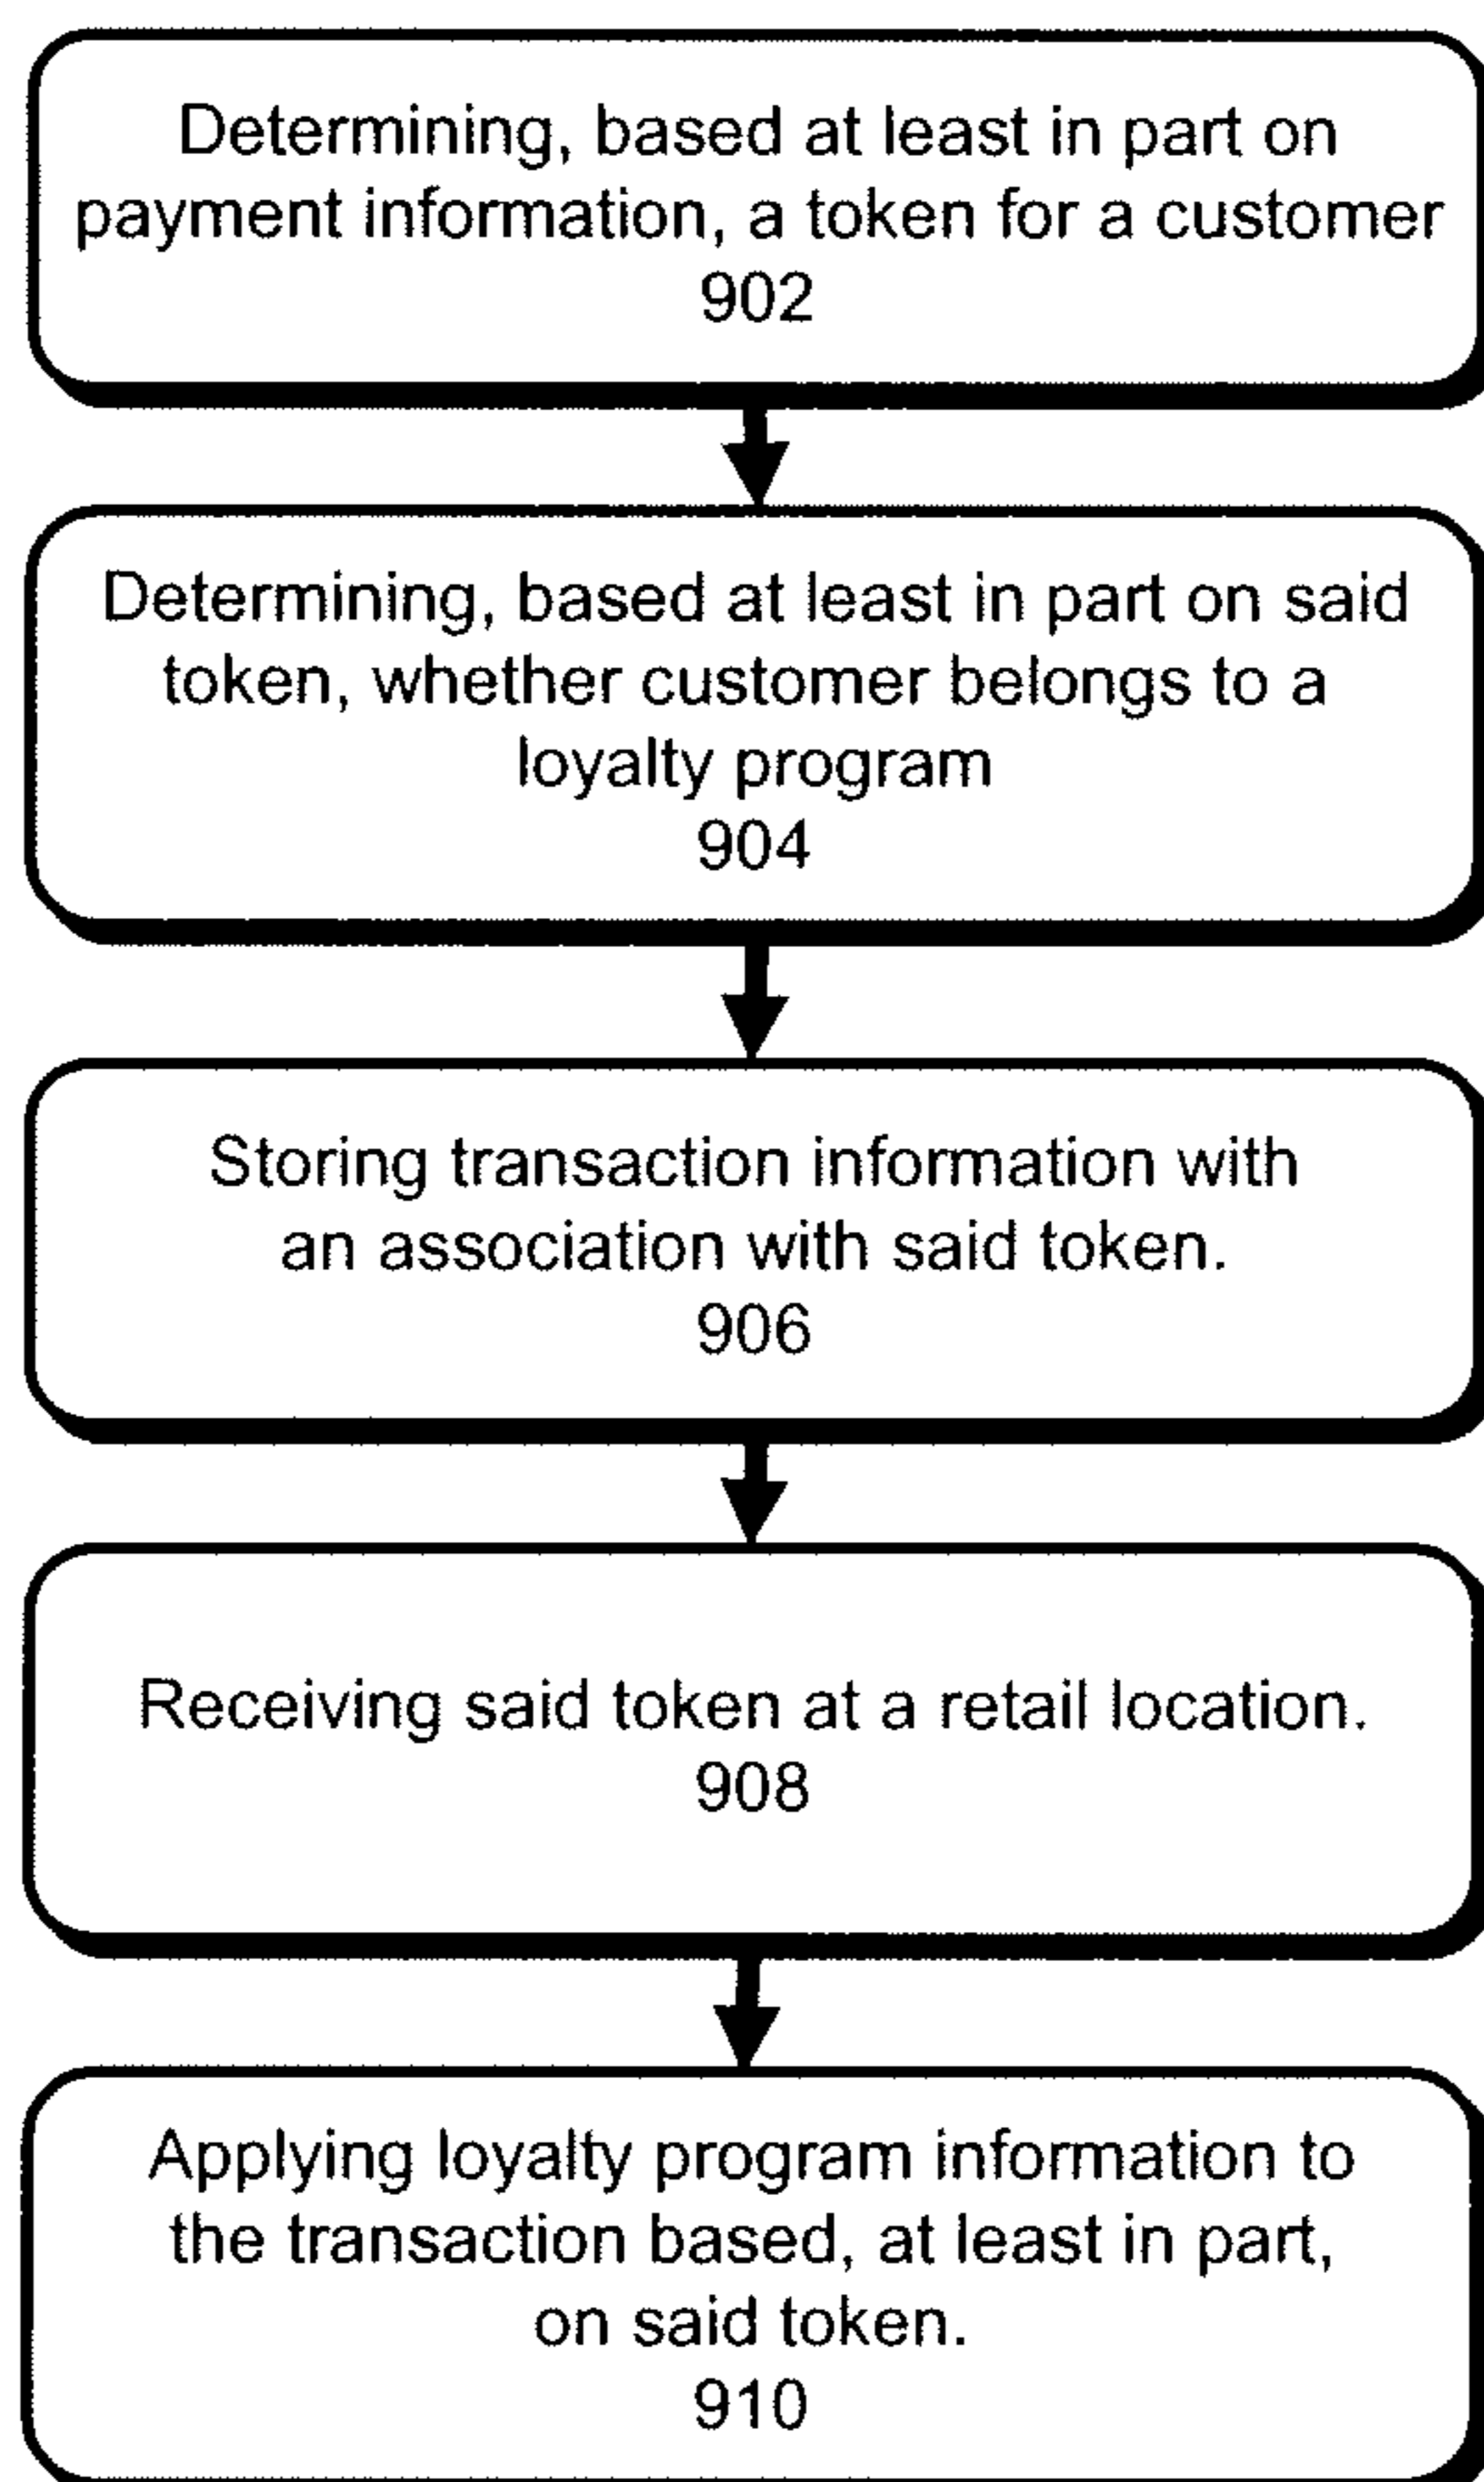 Determining, based at least in part on
payment information, a token for a customer
902
Determining, based at least in part on said
token, whether customer belongs to a
loyalty program
904
Storing transaction information with
an association with said token.
906
Receiving said token at a retail location.
908
Applying loyalty program information to
the transaction based, at least in part,
on said token.
910